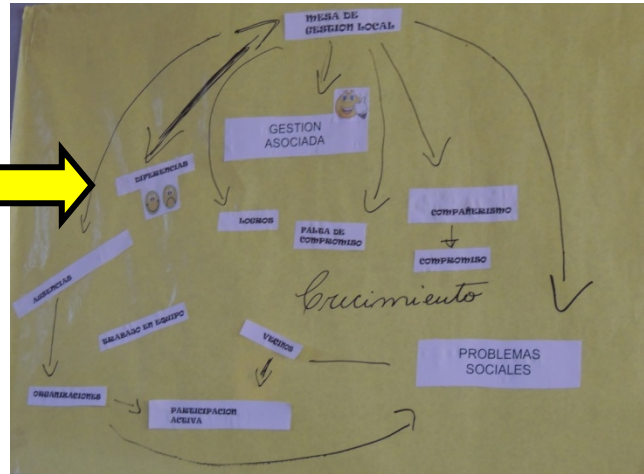 MESA DE
GESTION LOCAL
GESTION
ASOCIADA
DIFERENCIAS
LOGROS
FALTA DE
COMPROMISO
COMPAÑERISMO
COMPROMISO
AUSENCIAS
Crecimiento
TRABAJO EN EQUIPO
VECINOS
PROBLEMAS
SOCIALES
ORGANIZACIONES
PARTICIPACION
ACTIVA